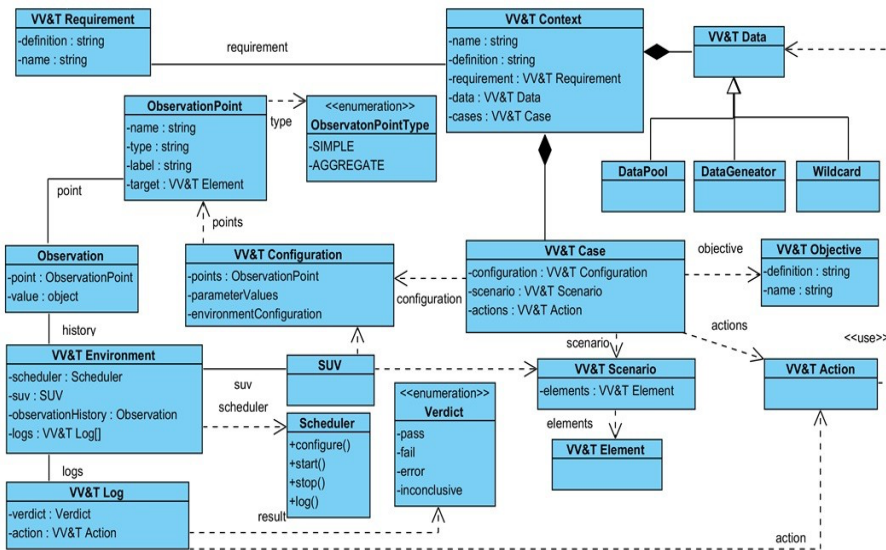 VV&T Requirement
-definition : string
-name : string
requirement
VV&T Context
-name : string
-definition : string
-requirement : VV&T Requirement
-data : VV&T Data
-cases : VV&T Case
VV&T Data
ObservationPoint
-name : string
-type : string
-label : string
-target : VV&T Element
type
<<enumeration>>
ObservatonPointType
-SIMPLE
-AGGREGATE
DataPool
DataGeneator
Wildcard
point
points
Observation
-point : ObservationPoint
-value : object
VV&T Configuration
-points : ObservationPoint
-parameterValues
-environmentConfiguration
configuration
VV&T Case
-configuration : VV&T Configuration
-scenario : VV&T Scenario
-actions : VV&T Action
objective
VV&T Objective
-definition : string
-name : string
history
scenario
actions
<<use>>
VV&T Environment
-scheduler : Scheduler
-suv : SUV
-observationHistory : Observation
-logs : VV&T Log[]
suv
scheduler
SUV
VV&T Scenario
-elements : VV&T Element
VV&T Action
<<enumeration>>
Verdict
-pass
-fail
-error
-inconclusive
Scheduler
+configure()
+start()
+stop()
+log()
elements
VV&T Element
logs
VV&T Log
-verdict : Verdict
-action : VV&T Action
result
action